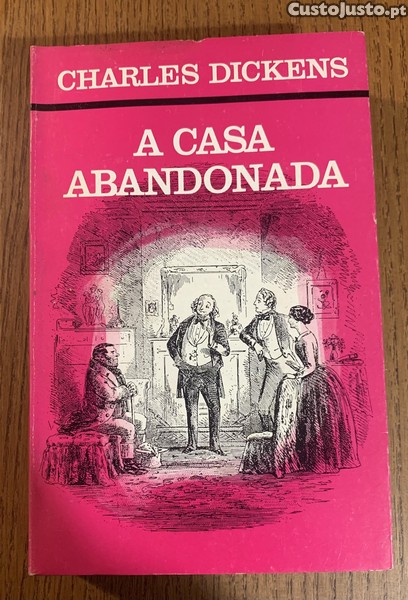 CustoJusto.pt
CHARLES DICKENS
A CASA
ABANDONADA